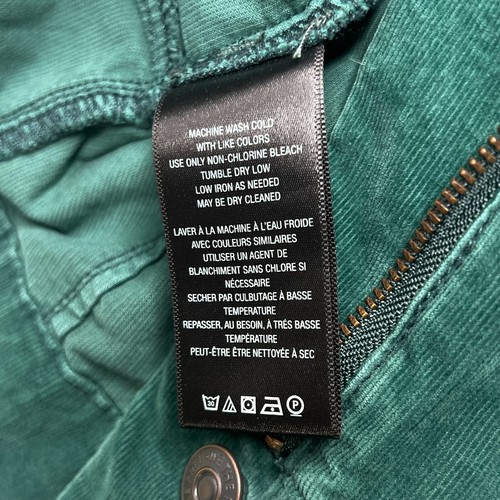 MACHINE WASH COLD
WITH LIKE COLORS
USE ONLY NON-CHLORINE BLEACH
TUMBLE DRY LOW
LOW IRON AS NEEDED
MAY BE DRY CLEANED
LAVER À LA MACHINE À L'EAU FROIDE
AVEC COULEURS SIMILAIRES
UTILISER UN AGENT DE
BLANCHIMENT SANS CHLORE SI
NÉCESSAIRE
SECHER PAR CULBUTAGE À BASSE
TEMPERATURE
REPASSER, AU BESOIN, À TRÉS BASSE
TEMPÉRATURE
PEUT-ÊTRE ÊTRE NETTOYÉE À SEC
30 P